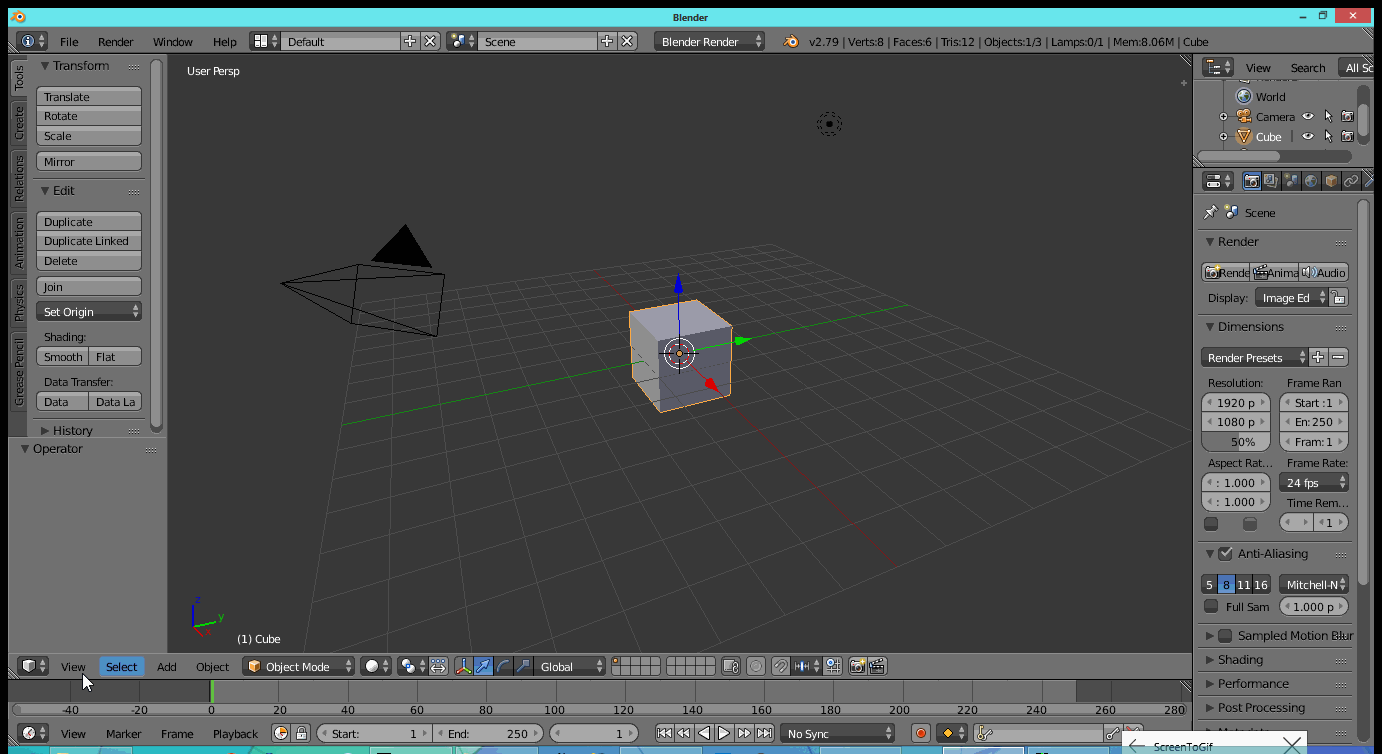 Blender
File Render Window Help Default Scene Blender Render v2.79 | Verts:8 | Faces:6 | Tris:12 | Objects:1/3 | Lamps:0/1 | Mem:8.06M | Cube
Tools
Create
Relations
Animation
Physics
Grease Pencil
Transform
Translate
Rotate
Scale
Mirror
Edit
Duplicate
Duplicate Linked
Delete
Join
Set Origin
Shading:
Smooth Flat
Data Transfer:
Data Data La
History
Operator
User Persp
z
y
(1) Cube
View Search All Sc
World
Camera
Cube |
Scene
Render
Rende Anima Audio
Display: Image Ed
Dimensions
Render Presets
Resolution: Frame Ran
1920 p Start :1
1080 p En: 250
50% Fram: 1
Aspect Rat... Frame Rate:
: 1.000 24 fps
: 1.000 Time Rem...
1
Anti-Aliasing
5 8 11 16 Mitchell-N
Full Sam 1.000 p
Sampled Motion Blur
Shading
Performance
Post Processing
View Select Add Object Object Mode Global
-40 -20 0 20 40 60 80 100 120 140 160 180 200 220 240 260 280
View Marker Frame Playback Start: 1 End: 250 1 No Sync
ScreenToGif